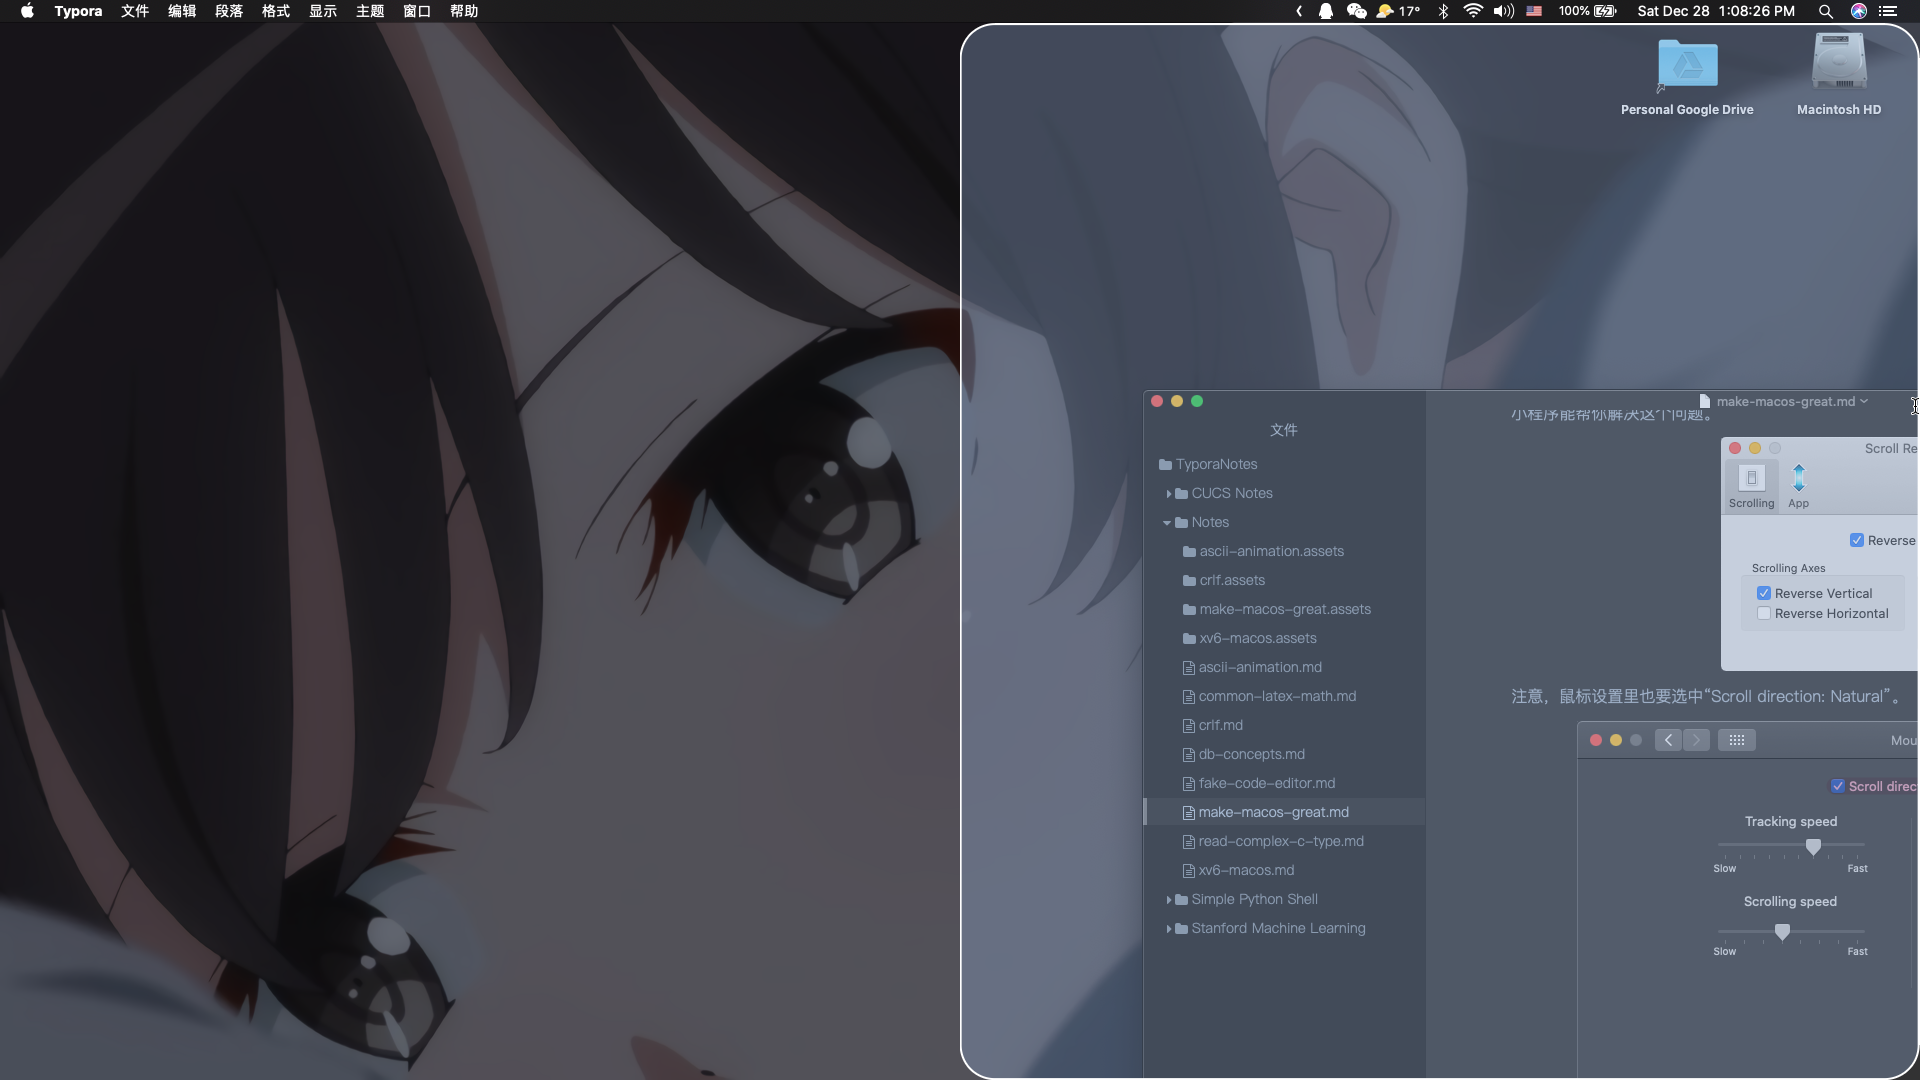 Typora 文件 编辑 段落 格式 显示 主题 窗口 帮助 17° 100% Sat Dec 28 1:08:26 PM
Personal Google Drive
Macintosh HD
make-macos-great.md
小程序能帮你解决这个问题。
文件
TyporaNotes
CUCS Notes
Notes
ascii-animation.assets
crlf.assets
make-macos-great.assets
xv6-macos.assets
ascii-animation.md
common-latex-math.md
crlf.md
db-concepts.md
fake-code-editor.md
make-macos-great.md
read-complex-c-type.md
xv6-macos.md
Simple Python Shell
Stanford Machine Learning
Scroll Re
Scrolling App
Reverse
Scrolling Axes
Reverse Vertical
Reverse Horizontal
注意，鼠标设置里也要选中“Scroll direction: Natural”。
Mou
Scroll direc
Tracking speed
Slow Fast
Scrolling speed
Slow Fast